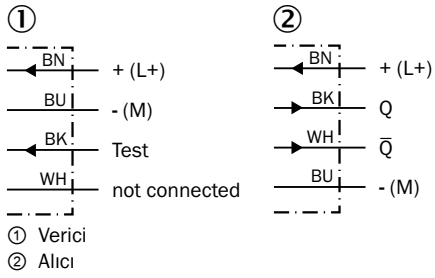 ①
BN + (L+)
BU - (M)
BK Test
WH not connected
②
BN + (L+)
BK Q
WH Q̅
BU - (M)
① Verici
② Alıcı